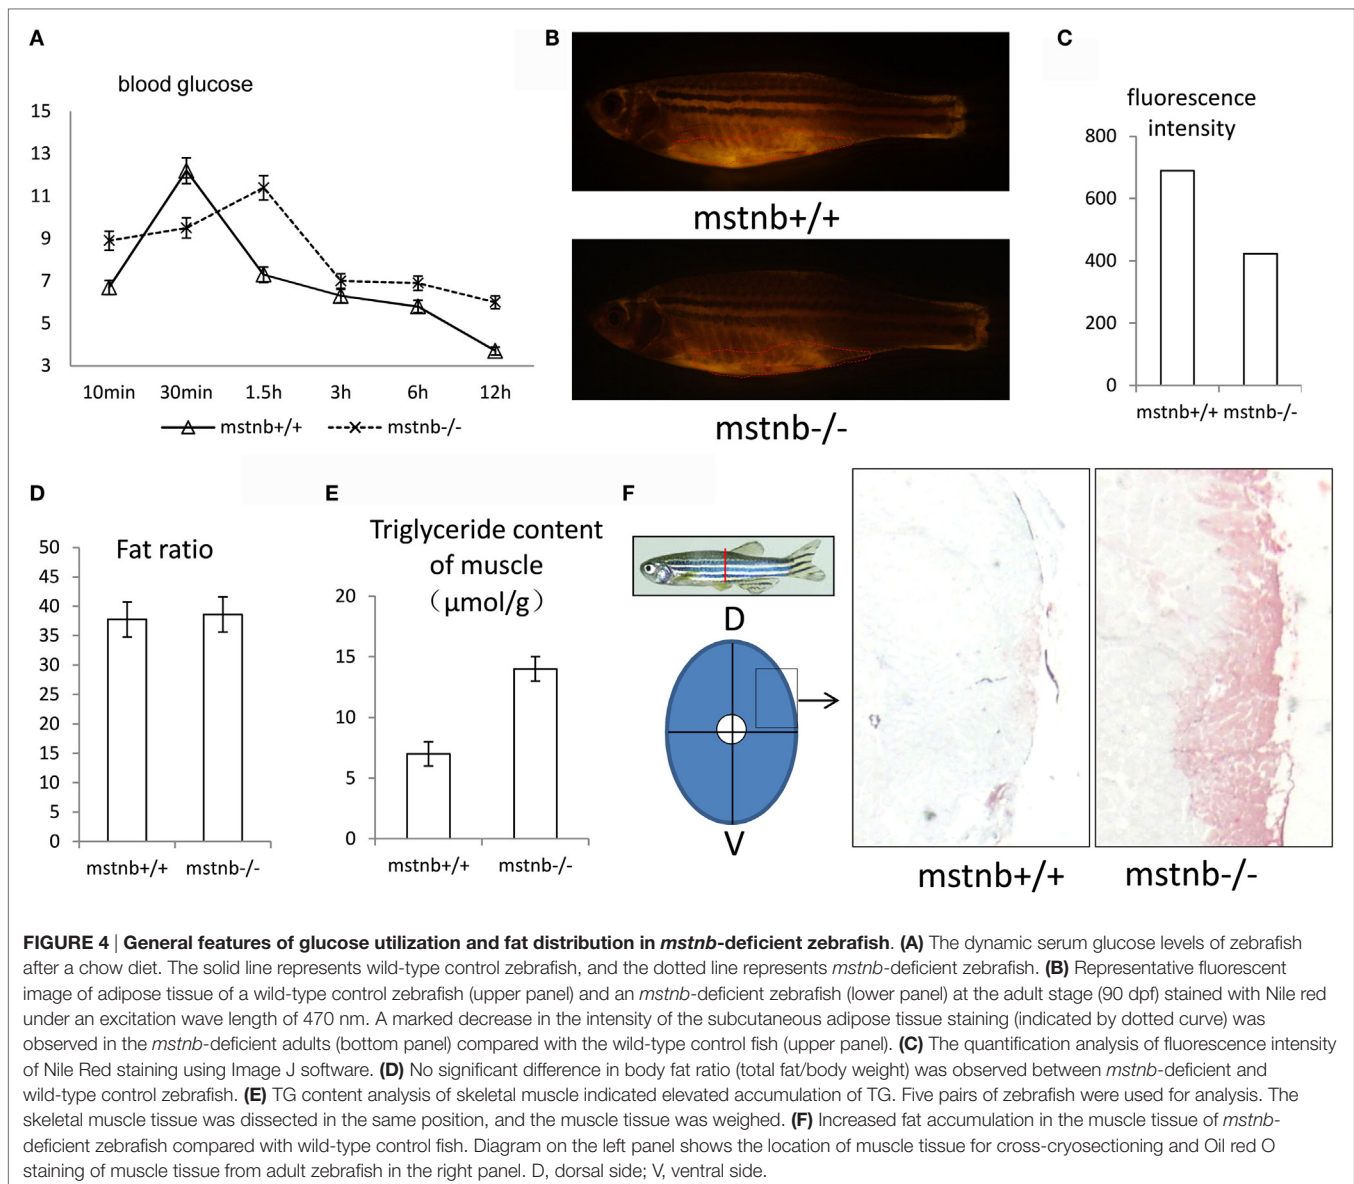 A
blood glucose
15
13
11
9
7
5
3
10min 30min 1.5h 3h 6h 12h
mstnb+/+ mstnb-/-
B
mstnb+/+
mstnb-/-
C
fluorescence
intensity
800
600
400
200
0
mstnb+/+ mstnb-/-
D
Fat ratio
50
45
40
35
30
25
20
15
10
5
0
mstnb+/+ mstnb-/-
E
Triglyceride content
of muscle
（μmol/g）
20
15
10
5
0
mstnb+/+ mstnb-/-
F
D
V
mstnb+/+ mstnb-/-
FIGURE 4 | General features of glucose utilization and fat distribution in mstnb-deficient zebrafish. (A) The dynamic serum glucose levels of zebrafish
after a chow diet. The solid line represents wild-type control zebrafish, and the dotted line represents mstnb-deficient zebrafish. (B) Representative fluorescent
image of adipose tissue of a wild-type control zebrafish (upper panel) and an mstnb-deficient zebrafish (lower panel) at the adult stage (90 dpf) stained with Nile red
under an excitation wave length of 470 nm. A marked decrease in the intensity of the subcutaneous adipose tissue staining (indicated by dotted curve) was
observed in the mstnb-deficient adults (bottom panel) compared with the wild-type control fish (upper panel). (C) The quantification analysis of fluorescence intensity
of Nile Red staining using Image J software. (D) No significant difference in body fat ratio (total fat/body weight) was observed between mstnb-deficient and
wild-type control zebrafish. (E) TG content analysis of skeletal muscle indicated elevated accumulation of TG. Five pairs of zebrafish were used for analysis. The
skeletal muscle tissue was dissected in the same position, and the muscle tissue was weighed. (F) Increased fat accumulation in the muscle tissue of mstnb-
deficient zebrafish compared with wild-type control fish. Diagram on the left panel shows the location of muscle tissue for cross-cryosectioning and Oil red O
staining of muscle tissue from adult zebrafish in the right panel. D, dorsal side; V, ventral side.